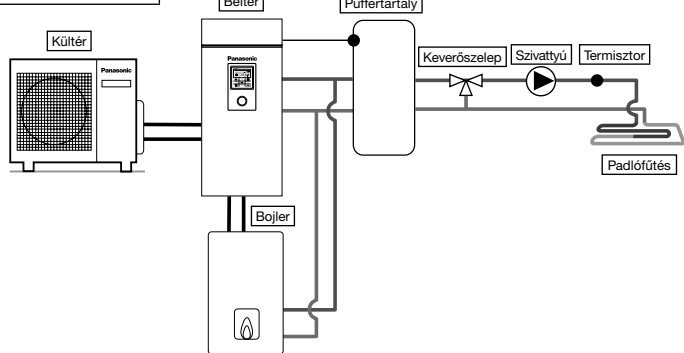 Beltér
Puffertartály
Kültér
Panasonic
Panasonic
Keverőszelep
Szivattyú
Termisztor
Padlófűtés
Bojler